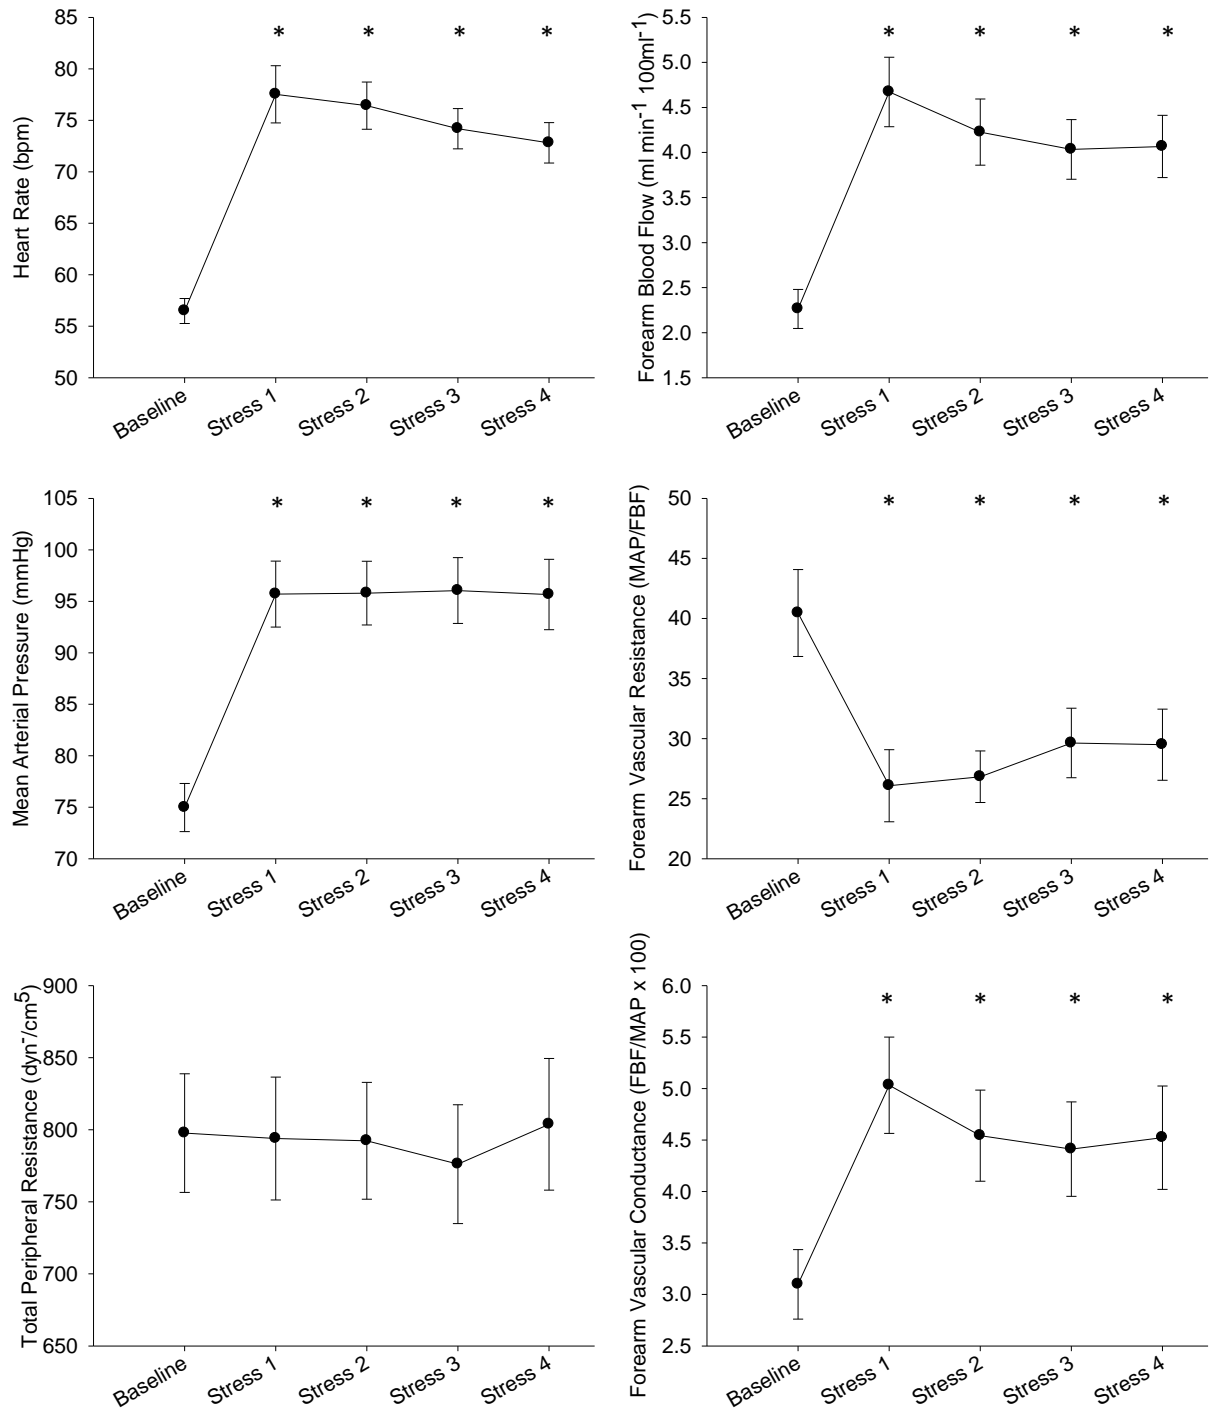 Heart Rate (bpm)
85
80
75
70
65
60
55
50
* * * *
Baseline Stress 1 Stress 2 Stress 3 Stress 4
Forearm Blood Flow (ml min⁻¹ 100ml⁻¹)
5.5
5.0
4.5
4.0
3.5
3.0
2.5
2.0
1.5
* * * *
Baseline Stress 1 Stress 2 Stress 3 Stress 4
Mean Arterial Pressure (mmHg)
105
100
95
90
85
80
75
70
* * * *
Baseline Stress 1 Stress 2 Stress 3 Stress 4
Forearm Vascular Resistance (MAP/FBF)
50
45
40
35
30
25
20
* * * *
Baseline Stress 1 Stress 2 Stress 3 Stress 4
Total Peripheral Resistance (dyn⁻/cm⁵)
900
850
800
750
700
650
Baseline Stress 1 Stress 2 Stress 3 Stress 4
Forearm Vascular Conductance (FBF/MAP x 100)
6.0
5.5
5.0
4.5
4.0
3.5
3.0
2.5
* * * *
Baseline Stress 1 Stress 2 Stress 3 Stress 4